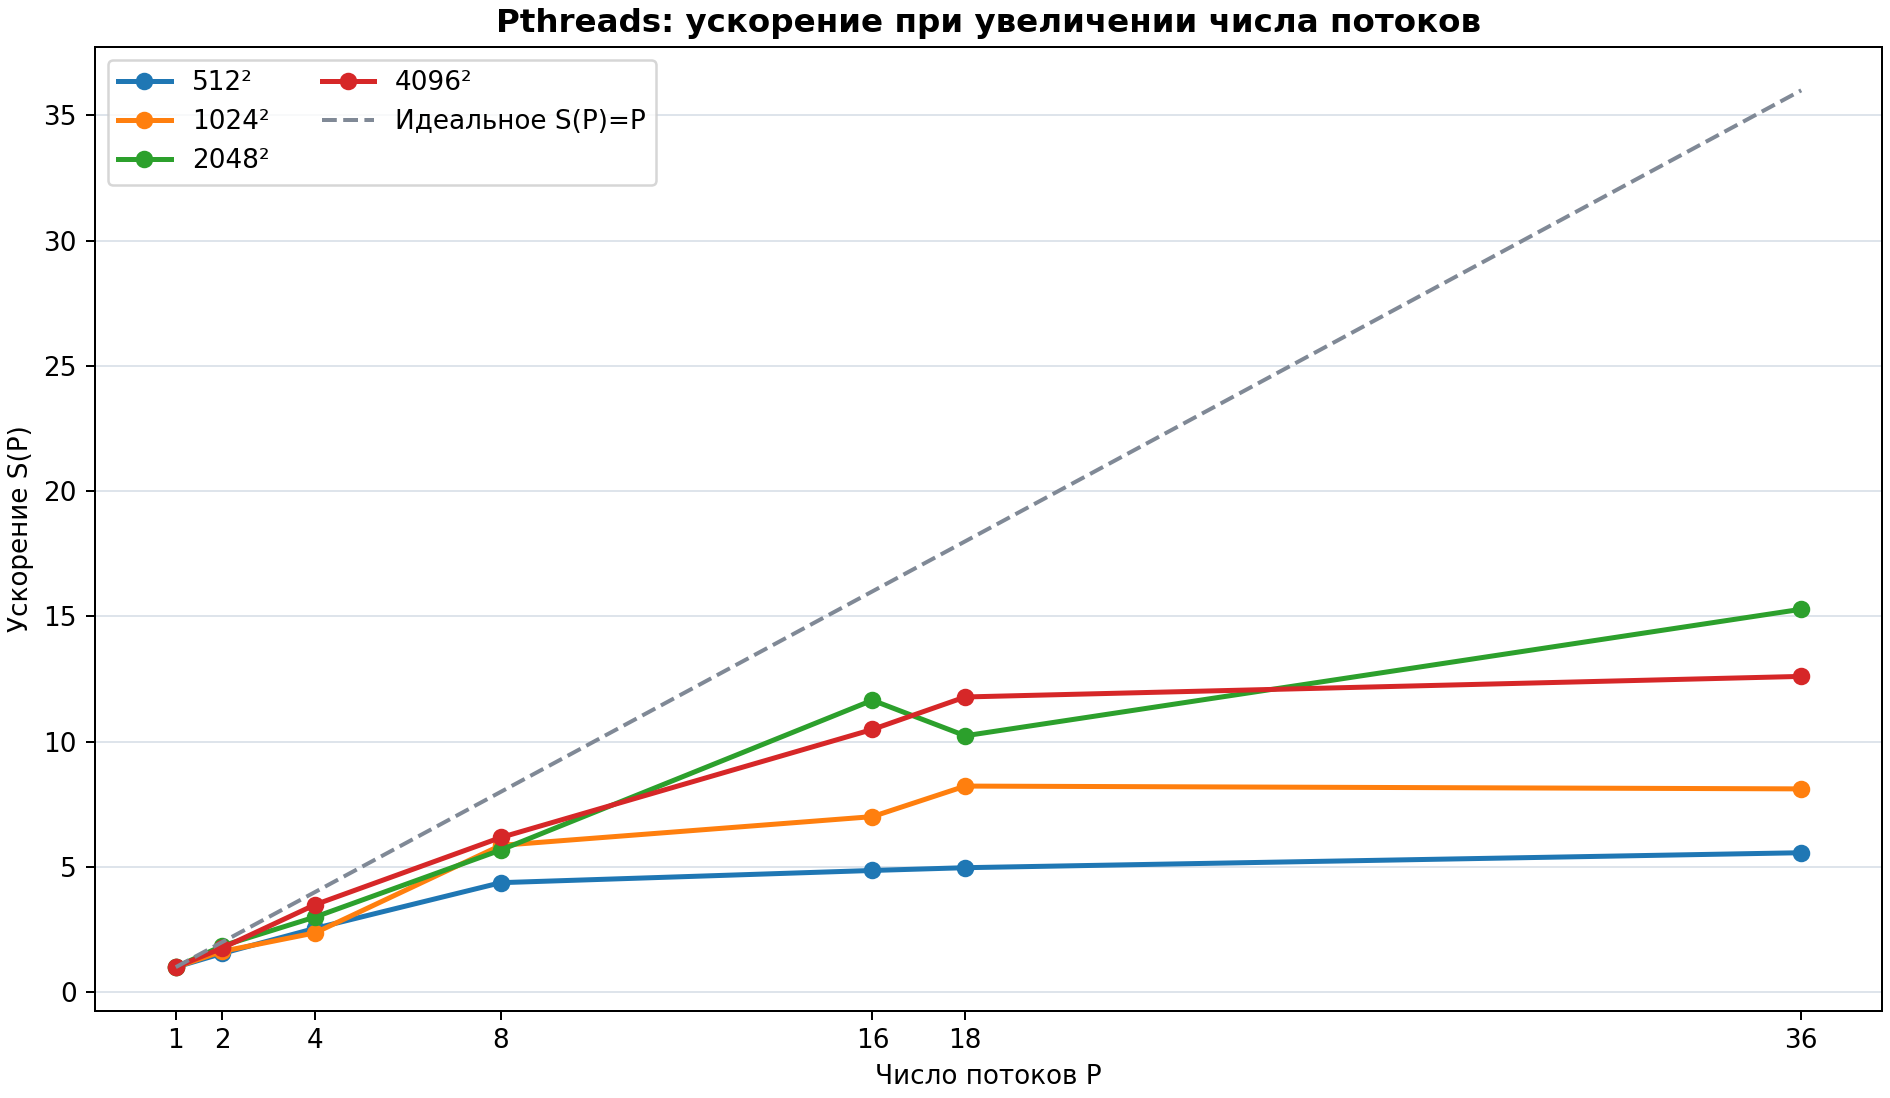 Pthreads: ускорение при увеличении числа потоков
512²
1024²
2048²
4096²
Идеальное S(P)=P
Ускорение S(P)
35
30
25
20
15
10
5
0
1 2 4 8 16 18 36
Число потоков P